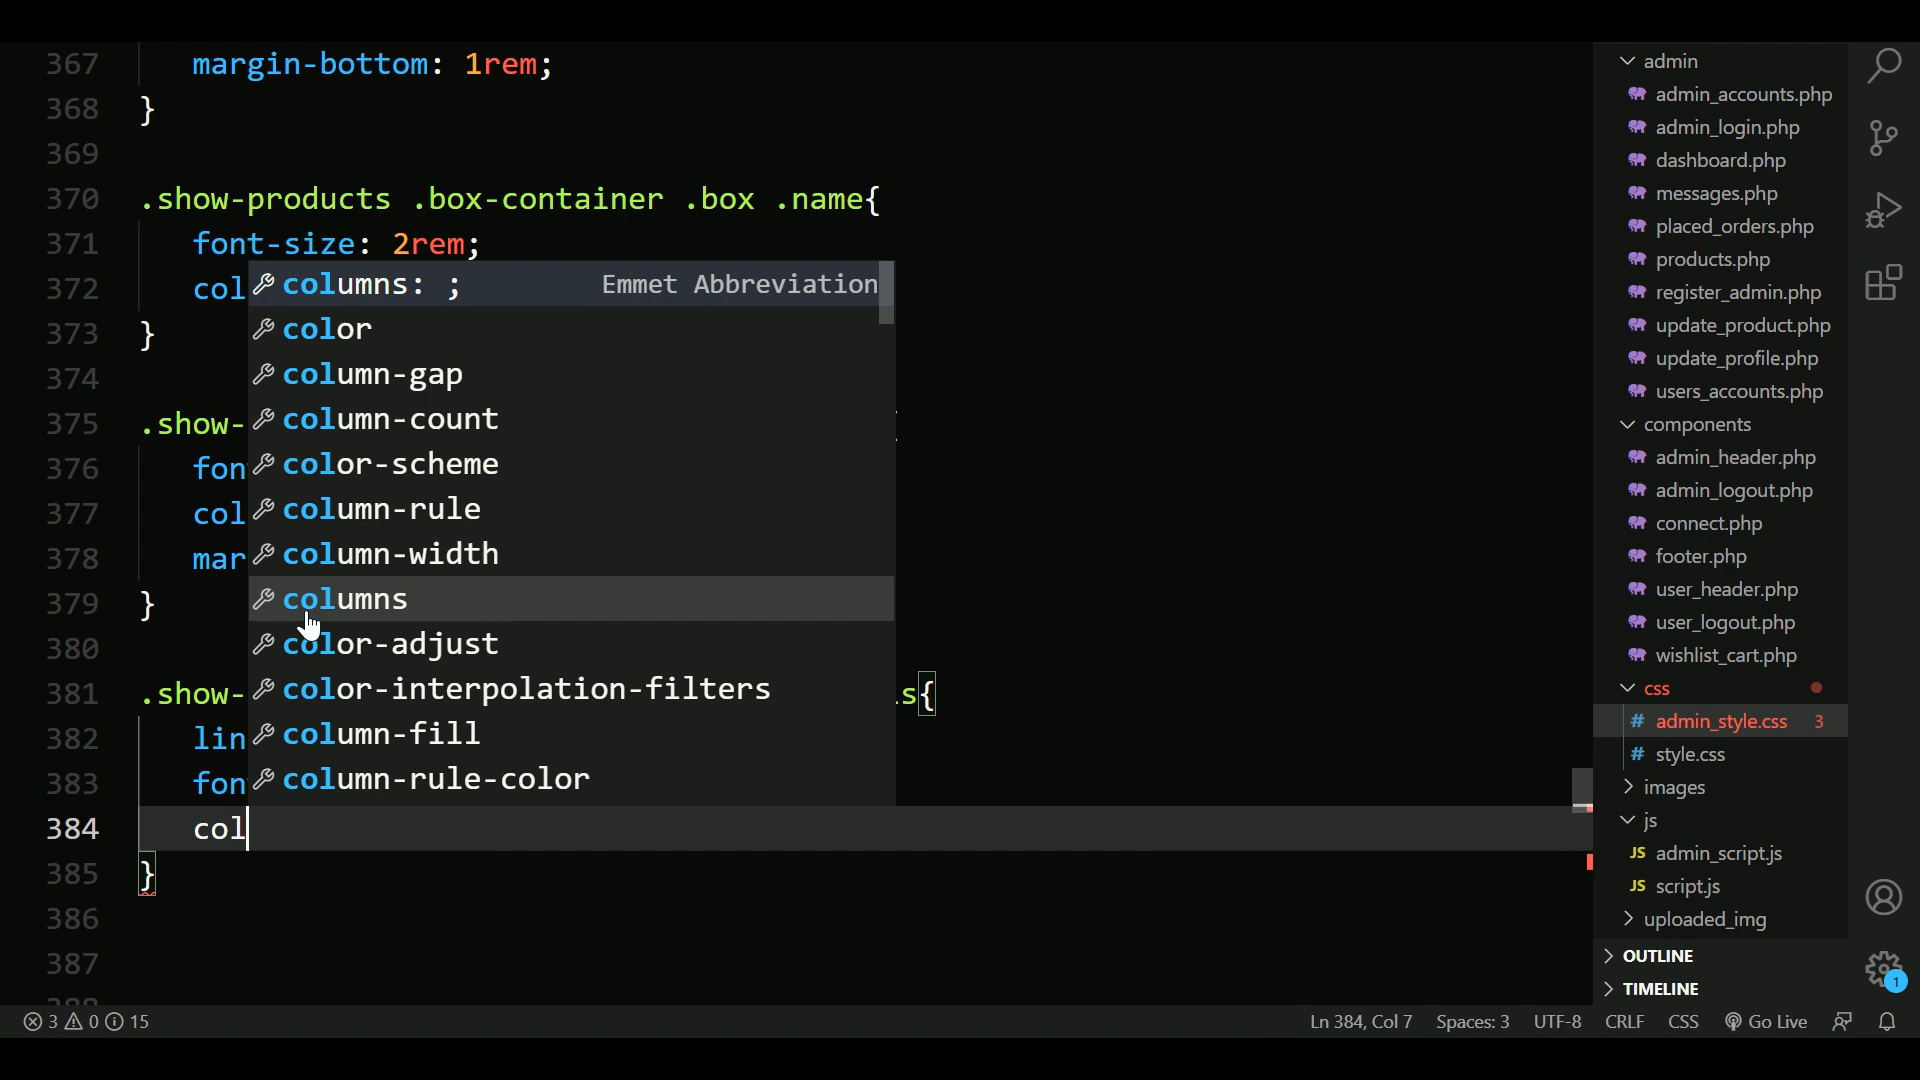 367 margin-bottom: 1rem;
368 }
369
370 .show-products .box-container .box .name{
371 font-size: 2rem;
372 col
373 }
374
375 .show-
376 fon
377 col
378 mar
379 }
380
381 .show- s{
382 lin
383 fon
384 col
385 }
386
387
388
columns: ; Emmet Abbreviation
color
column-gap
column-count
color-scheme
column-rule
column-width
columns
color-adjust
color-interpolation-filters
column-fill
column-rule-color
admin
admin_accounts.php
admin_login.php
dashboard.php
messages.php
placed_orders.php
products.php
register_admin.php
update_product.php
update_profile.php
users_accounts.php
components
admin_header.php
admin_logout.php
connect.php
footer.php
user_header.php
user_logout.php
wishlist_cart.php
css
# admin_style.css 3
# style.css
images
js
JS admin_script.js
JS script.js
uploaded_img
OUTLINE
TIMELINE
1
3 0 15
Ln 384, Col 7 Spaces: 3 UTF-8 CRLF CSS Go Live